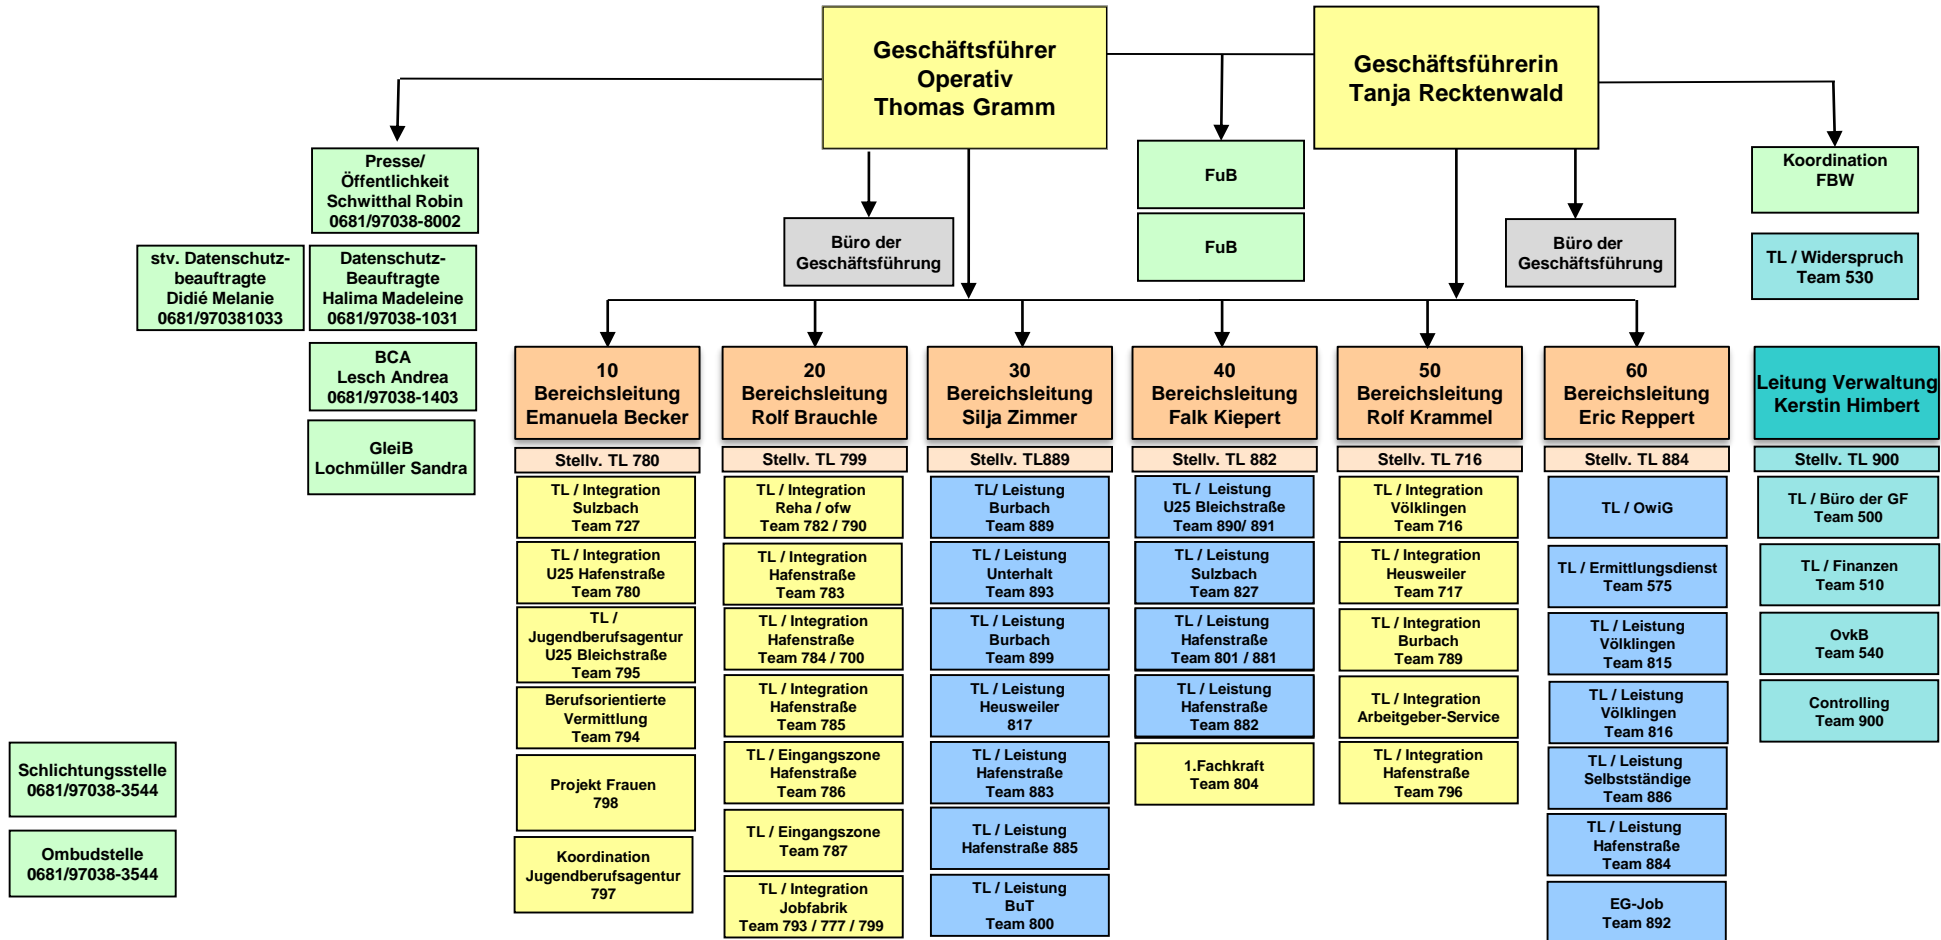 Geschäftsführer
Operativ
Thomas Gramm
Geschäftsführerin
Tanja Recktenwald
Presse/
Öffentlichkeit
Schwitthal Robin
0681/97038-8002
FuB
FuB
Koordination
FBW
Büro der
Geschäftsführung
Büro der
Geschäftsführung
TL / Widerspruch
Team 530
stv. Datenschutz-
beauftragte
Didié Melanie
0681/970381033
Datenschutz-
Beauftragte
Halima Madeleine
0681/97038-1031
BCA
Lesch Andrea
0681/97038-1403
GleiB
Lochmüller Sandra
Schlichtungsstelle
0681/97038-3544
Ombudstelle
0681/97038-3544
10
Bereichsleitung
Emanuela Becker
Stellv. TL 780
TL / Integration
Sulzbach
Team 727
TL / Integration
U25 Hafenstraße
Team 780
TL /
Jugendberufsagentur
U25 Bleichstraße
Team 795
Berufsorientierte
Vermittlung
Team 794
Projekt Frauen
798
Koordination
Jugendberufsagentur
797
20
Bereichsleitung
Rolf Brauchle
Stellv. TL 799
TL / Integration
Reha / ofw
Team 782 / 790
TL / Integration
Hafenstraße
Team 783
TL / Integration
Hafenstraße
Team 784 / 700
TL / Integration
Hafenstraße
Team 785
TL / Eingangszone
Hafenstraße
Team 786
TL / Eingangszone
Team 787
TL / Integration
Jobfabrik
Team 793 / 777 / 799
30
Bereichsleitung
Silja Zimmer
Stellv. TL889
TL/ Leistung
Burbach
Team 889
TL / Leistung
Unterhalt
Team 893
TL / Leistung
Burbach
Team 899
TL / Leistung
Heusweiler
817
TL / Leistung
Hafenstraße
Team 883
TL / Leistung
Hafenstraße 885
TL / Leistung
BuT
Team 800
40
Bereichsleitung
Falk Kiepert
Stellv. TL 882
TL / Leistung
U25 Bleichstraße
Team 890/ 891
TL / Leistung
Sulzbach
Team 827
TL / Leistung
Hafenstraße
Team 801 / 881
TL / Leistung
Hafenstraße
Team 882
1.Fachkraft
Team 804
50
Bereichsleitung
Rolf Krammel
Stellv. TL 716
TL / Integration
Völklingen
Team 716
TL / Integration
Heusweiler
Team 717
TL / Integration
Burbach
Team 789
TL / Integration
Arbeitgeber-Service
TL / Integration
Hafenstraße
Team 796
60
Bereichsleitung
Eric Reppert
Stellv. TL 884
TL / OwiG
TL / Ermittlungsdienst
Team 575
TL / Leistung
Völklingen
Team 815
TL / Leistung
Völklingen
Team 816
TL / Leistung
Selbstständige
Team 886
TL / Leistung
Hafenstraße
Team 884
EG-Job
Team 892
Leitung Verwaltung
Kerstin Himbert
Stellv. TL 900
TL / Büro der GF
Team 500
TL / Finanzen
Team 510
OvkB
Team 540
Controlling
Team 900